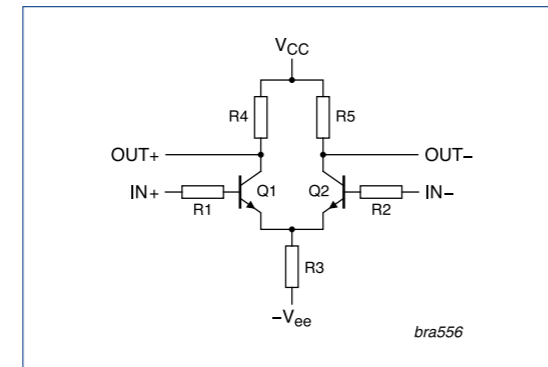 VCC
R4 R5
OUT+ OUT−
IN+ Q1 Q2 IN−
R1 R2
R3
−Vee
bra556